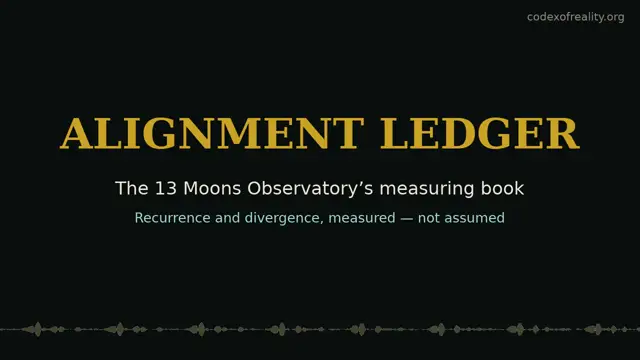 codexofreality.org
ALIGNMENT LEDGER
The 13 Moons Observatory’s measuring book
Recurrence and divergence, measured — not assumed